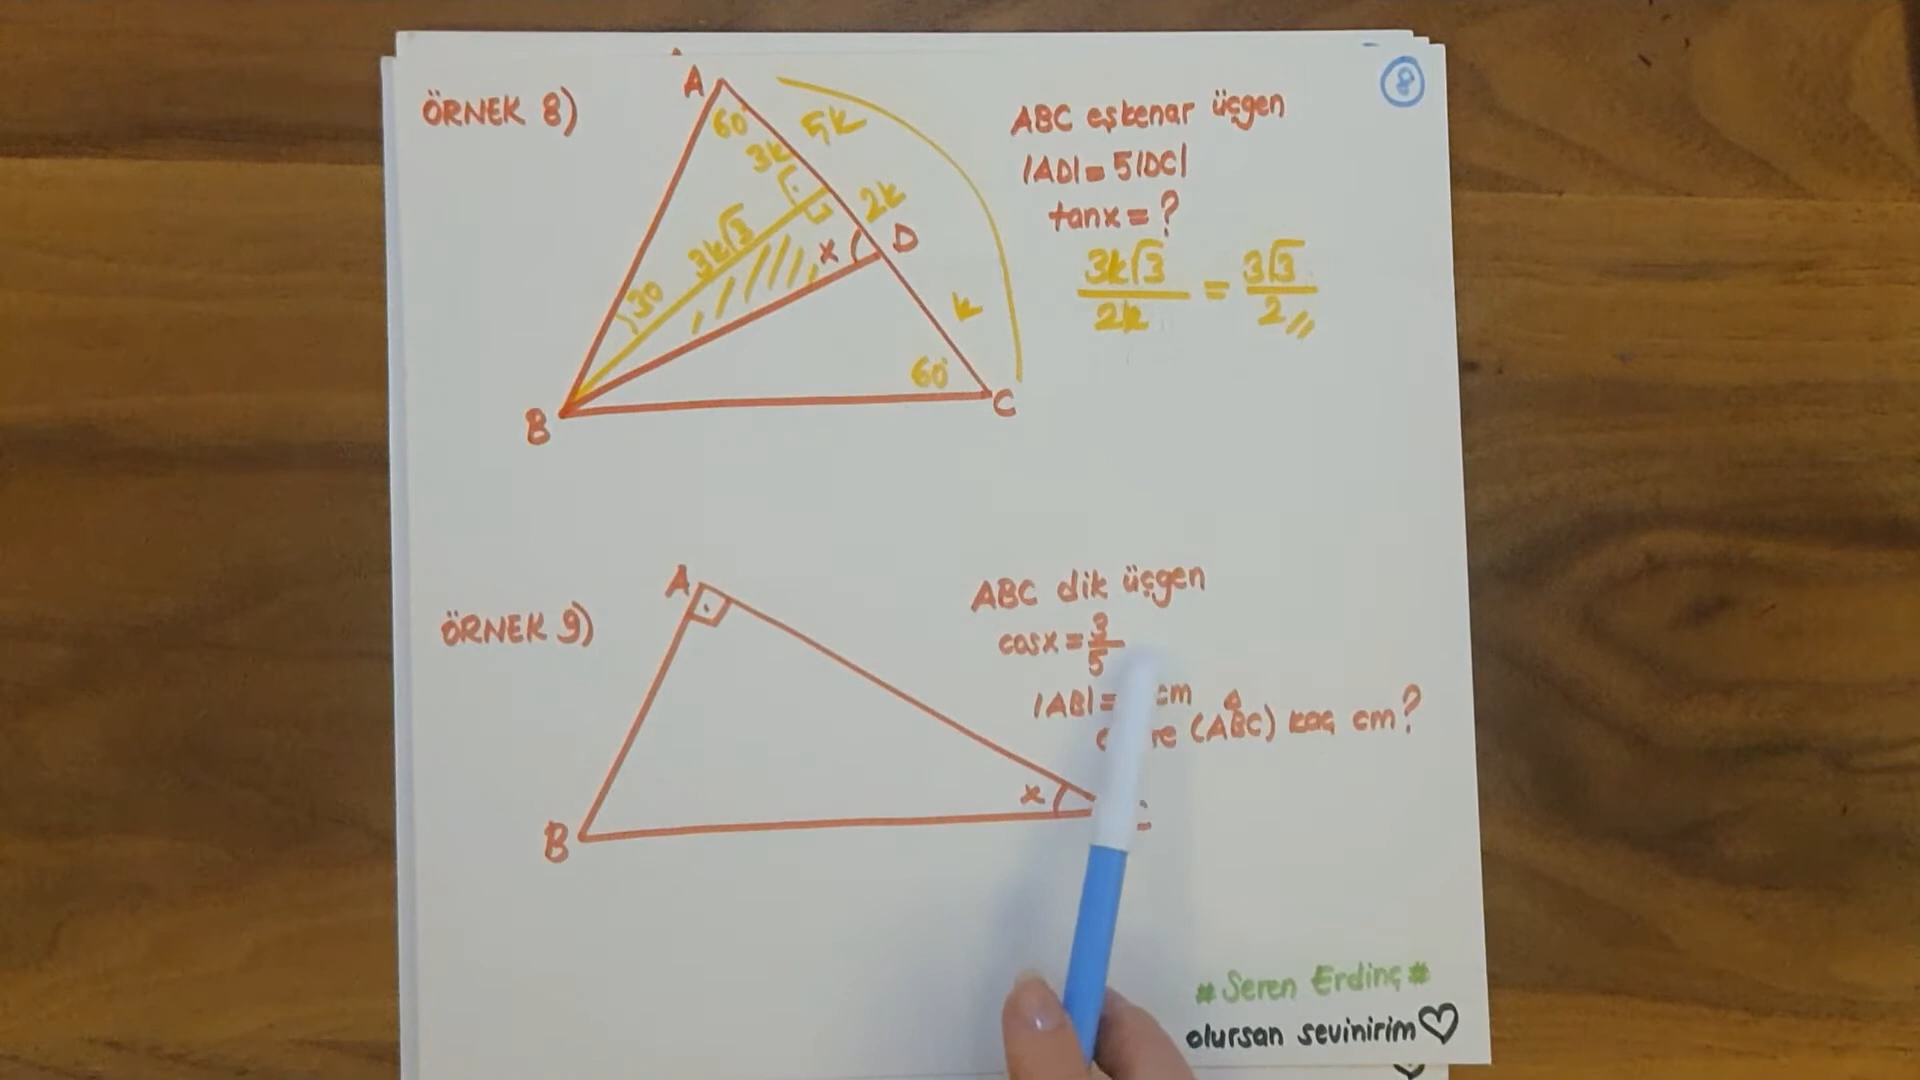 8
ÖRNEK 8)
A
60
5k
3k
2k
3k√3
30
x
D
k
60°
B
C
ABC eşkenar üçgen
|AD|=5|DC|
tanx=?
3k√3/2k = 3√3/2
ÖRNEK 9)
A
B
x
ABC dik üçgen
cosx=3/5
|AB|= cm
(ABC) kaç cm?
#Seren Erdinç#
olursan sevinirim♡